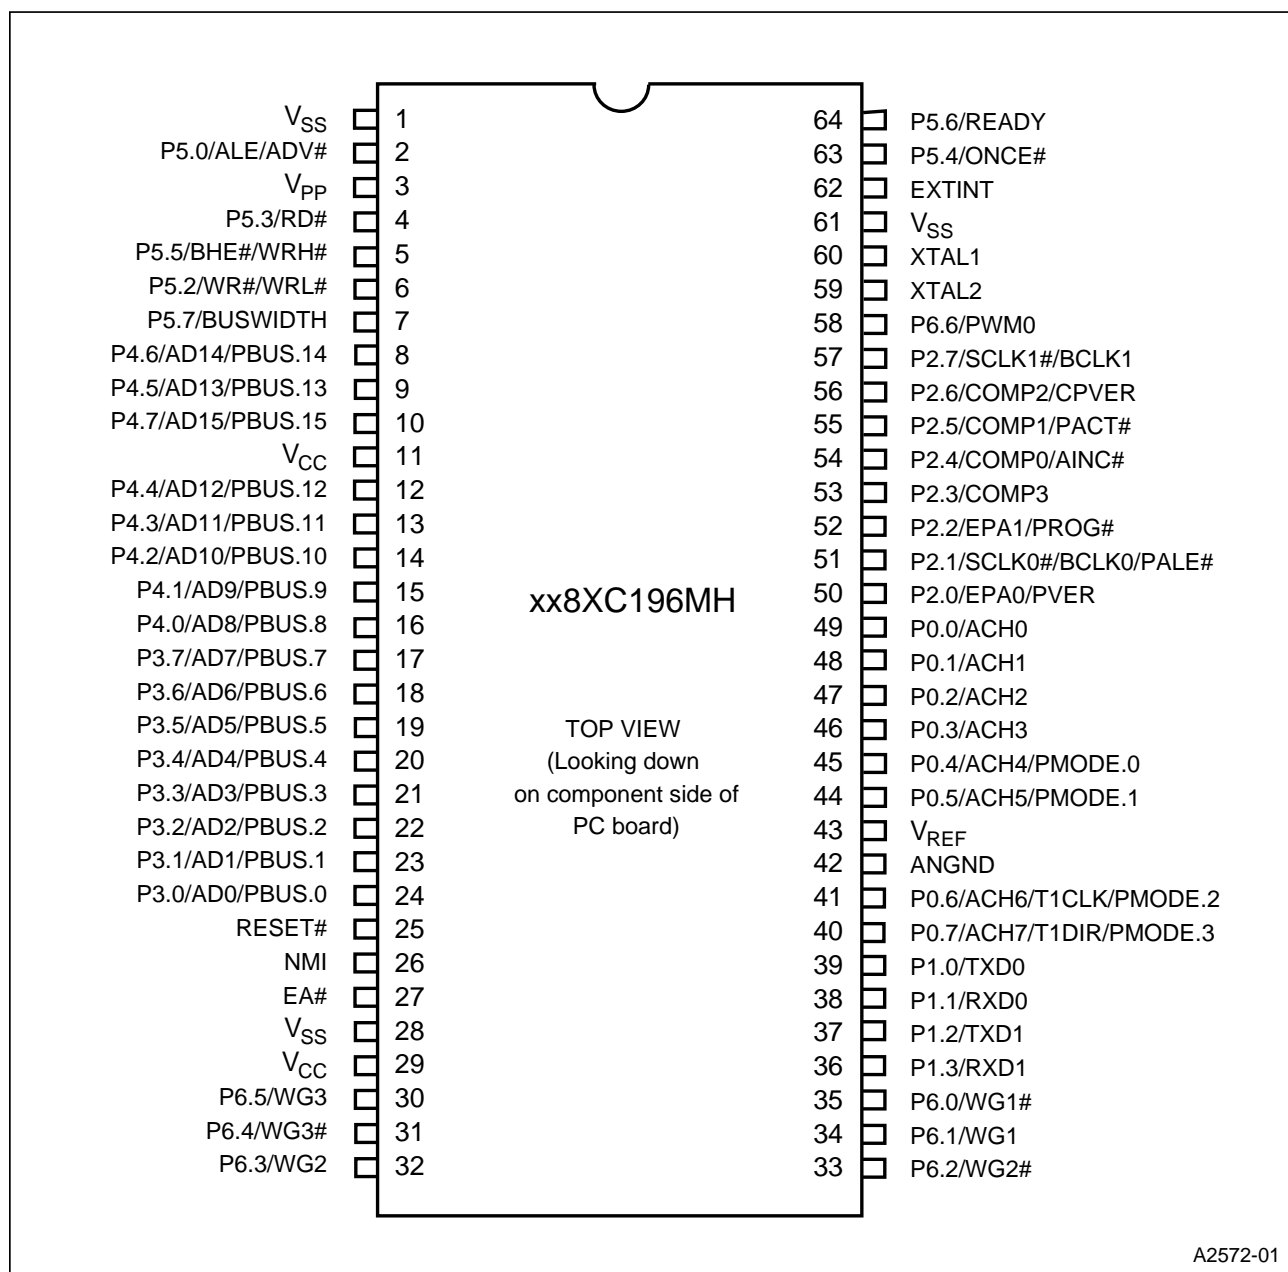 V_SS 1 64 P5.6/READY
P5.0/ALE/ADV# 2 63 P5.4/ONCE#
V_PP 3 62 EXTINT
P5.3/RD# 4 61 V_SS
P5.5/BHE#/WRH# 5 60 XTAL1
P5.2/WR#/WRL# 6 59 XTAL2
P5.7/BUSWIDTH 7 58 P6.6/PWM0
P4.6/AD14/PBUS.14 8 57 P2.7/SCLK1#/BCLK1
P4.5/AD13/PBUS.13 9 56 P2.6/COMP2/CPVER
P4.7/AD15/PBUS.15 10 55 P2.5/COMP1/PACT#
V_CC 11 54 P2.4/COMP0/AINC#
P4.4/AD12/PBUS.12 12 53 P2.3/COMP3
P4.3/AD11/PBUS.11 13 52 P2.2/EPA1/PROG#
P4.2/AD10/PBUS.10 14 51 P2.1/SCLK0#/BCLK0/PALE#
P4.1/AD9/PBUS.9 15 xx8XC196MH 50 P2.0/EPA0/PVER
P4.0/AD8/PBUS.8 16 49 P0.0/ACH0
P3.7/AD7/PBUS.7 17 48 P0.1/ACH1
P3.6/AD6/PBUS.6 18 47 P0.2/ACH2
P3.5/AD5/PBUS.5 19 TOP VIEW 46 P0.3/ACH3
P3.4/AD4/PBUS.4 20 (Looking down 45 P0.4/ACH4/PMODE.0
P3.3/AD3/PBUS.3 21 on component side of 44 P0.5/ACH5/PMODE.1
P3.2/AD2/PBUS.2 22 PC board) 43 V_REF
P3.1/AD1/PBUS.1 23 42 ANGND
P3.0/AD0/PBUS.0 24 41 P0.6/ACH6/T1CLK/PMODE.2
RESET# 25 40 P0.7/ACH7/T1DIR/PMODE.3
NMI 26 39 P1.0/TXD0
EA# 27 38 P1.1/RXD0
V_SS 28 37 P1.2/TXD1
V_CC 29 36 P1.3/RXD1
P6.5/WG3 30 35 P6.0/WG1#
P6.4/WG3# 31 34 P6.1/WG1
P6.3/WG2 32 33 P6.2/WG2#
A2572-01